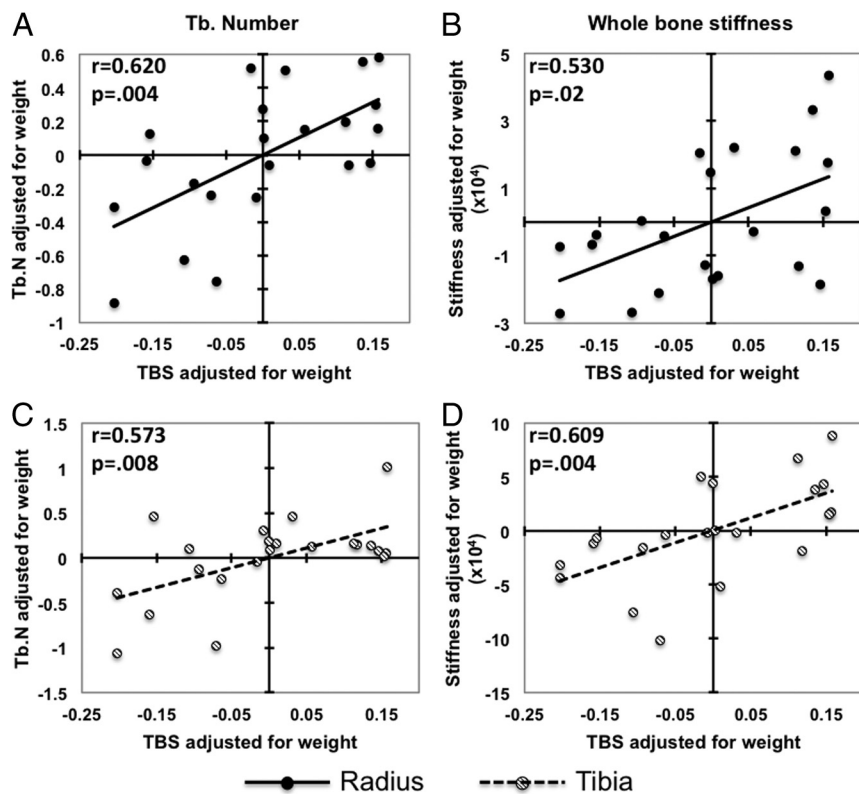 A
Tb. Number
r=0.620
p=.004
Tb.N adjusted for weight
0.6
0.4
0.2
0
-0.2
-0.4
-0.6
-0.8
-1
-0.25
-0.15
-0.05
0.05
0.15
TBS adjusted for weight
B
Whole bone stiffness
r=0.530
p=.02
Stiffness adjusted for weight
(x10⁴)
5
3
1
-1
-3
-0.25
-0.15
-0.05
0.05
0.15
TBS adjusted for weight
C
r=0.573
p=.008
Tb.N adjusted for weight
1.5
1
0.5
0
-0.5
-1
-1.5
-0.25
-0.15
-0.05
0.05
0.15
TBS adjusted for weight
D
r=0.609
p=.004
Stiffness adjusted for weight
(x10⁴)
10
5
0
-5
-10
-15
-0.25
-0.15
-0.05
0.05
0.15
TBS adjusted for weight
Radius
Tibia